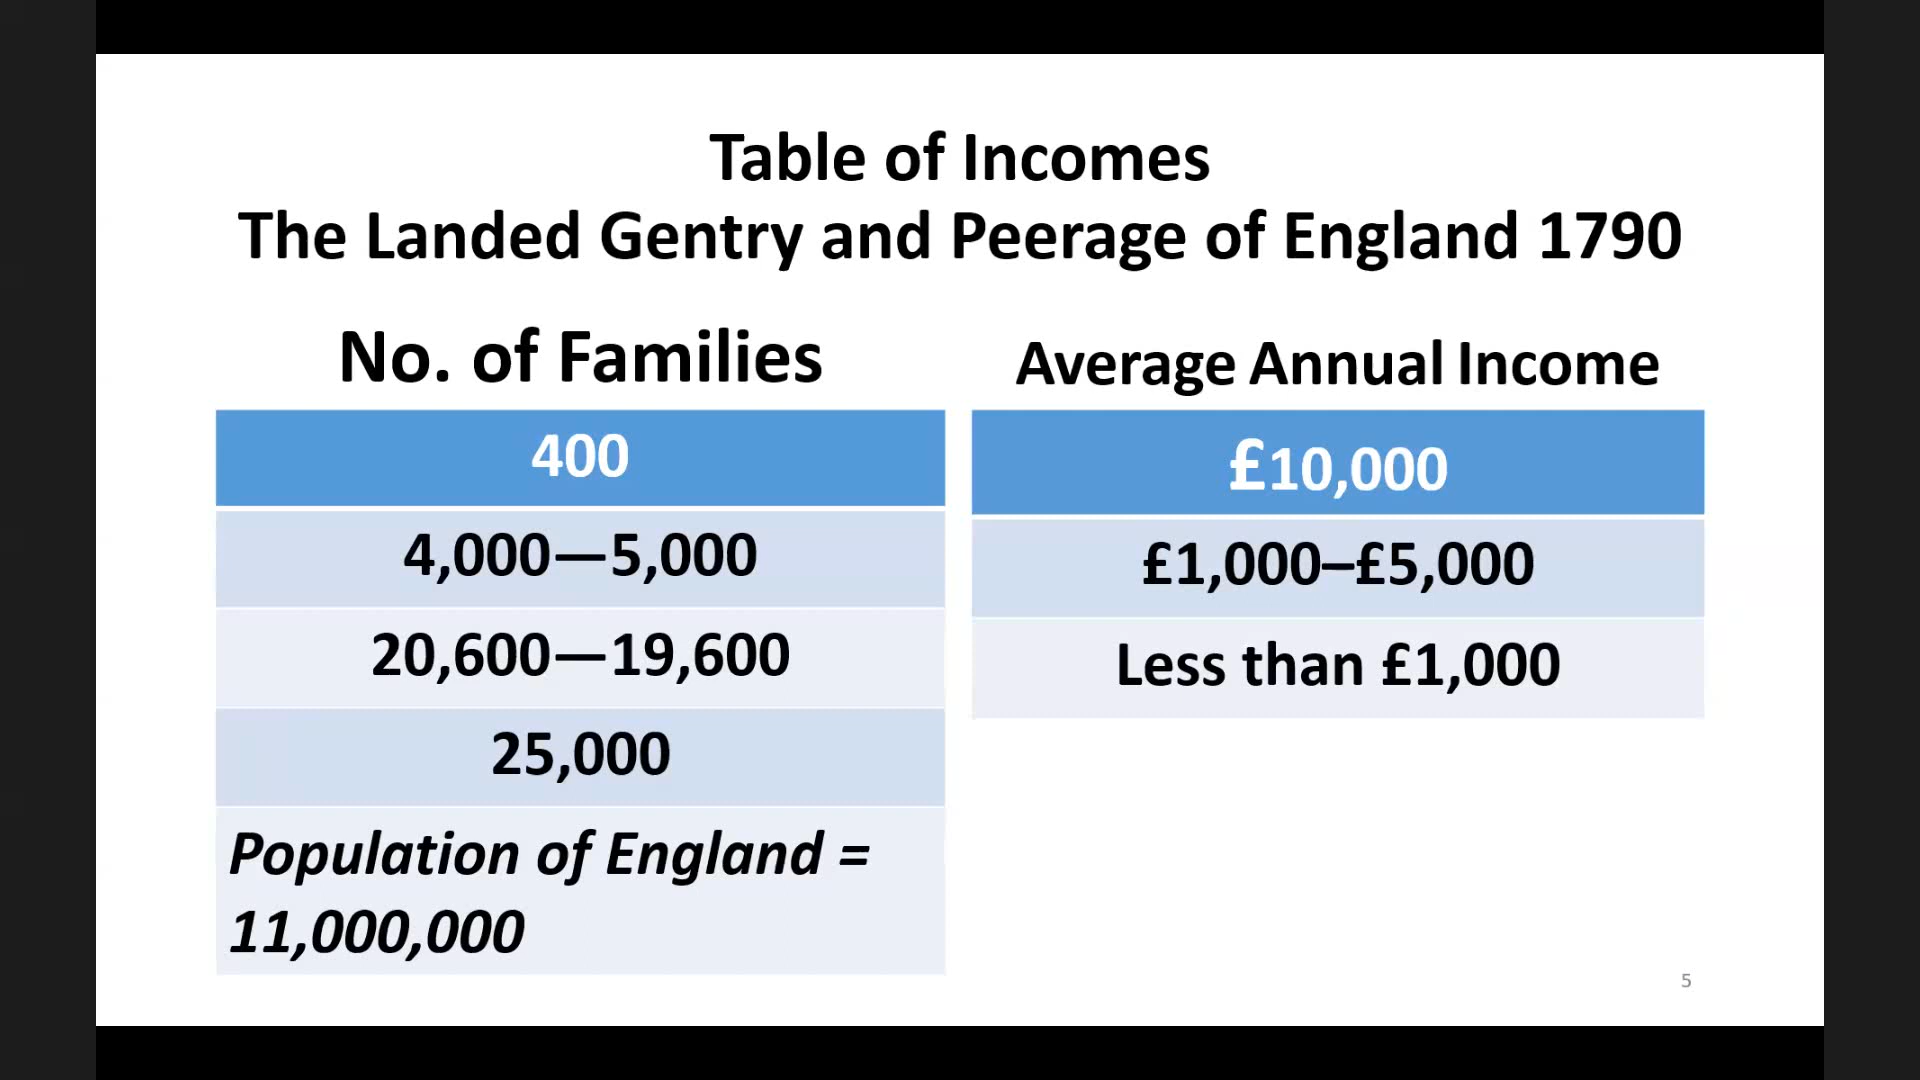 Table of Incomes
The Landed Gentry and Peerage of England 1790
No. of Families
Average Annual Income
400
£10,000
4,000—5,000
£1,000–£5,000
20,600—19,600
Less than £1,000
25,000
Population of England =
11,000,000
5